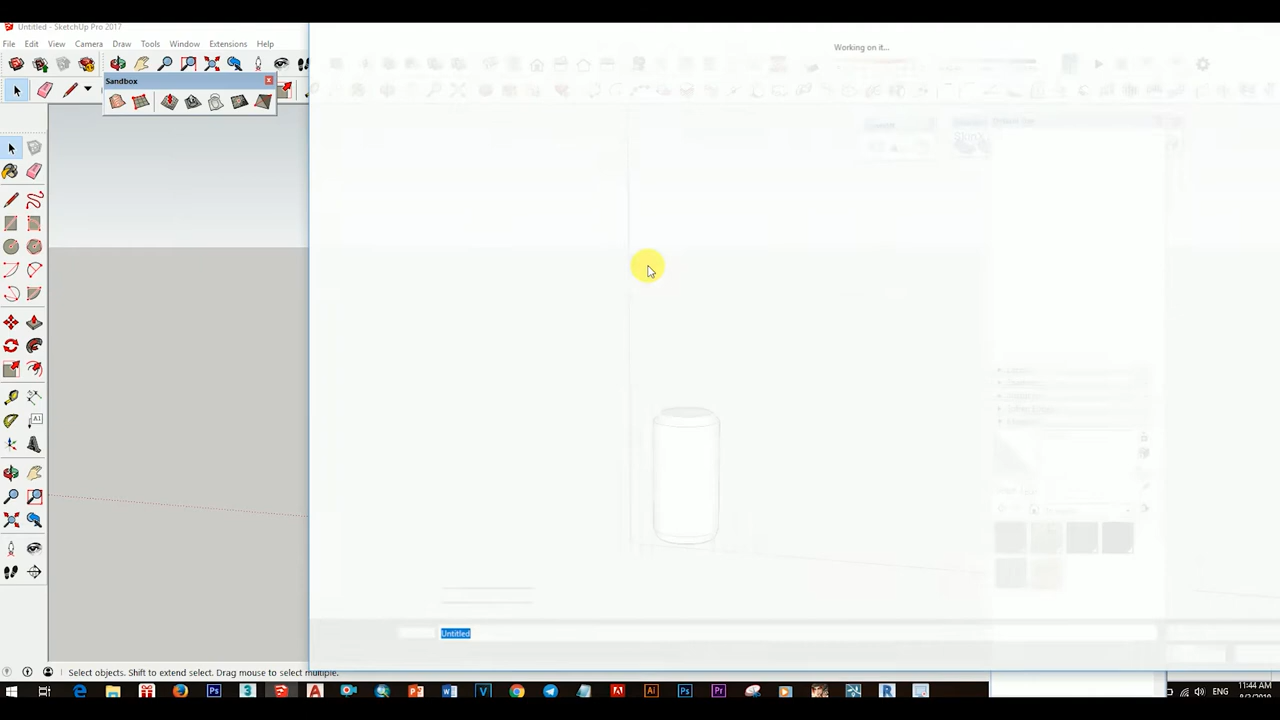 Untitled - SketchUp Pro 2017
File Edit View Camera Draw Tools Window Extensions Help
Working on it...
Sandbox
A1
Untitled
Select objects. Shift to extend select. Drag mouse to select multiple.
ENG
11:44 AM